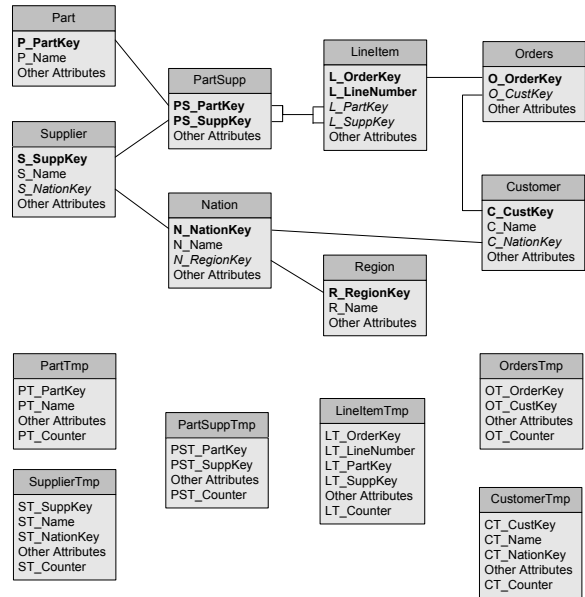 Part
P_PartKey
P_Name
Other Attributes
PartSupp
PS_PartKey
PS_SuppKey
Other Attributes
LineItem
L_OrderKey
L_LineNumber
L_PartKey
L_SuppKey
Other Attributes
Orders
O_OrderKey
O_CustKey
Other Attributes
Supplier
S_SuppKey
S_Name
S_NationKey
Other Attributes
Nation
N_NationKey
N_Name
N_RegionKey
Other Attributes
Customer
C_CustKey
C_Name
C_NationKey
Other Attributes
Region
R_RegionKey
R_Name
Other Attributes
PartTmp
PT_PartKey
PT_Name
Other Attributes
PT_Counter
PartSuppTmp
PST_PartKey
PST_SuppKey
Other Attributes
PST_Counter
LineItemTmp
LT_OrderKey
LT_LineNumber
LT_PartKey
LT_SuppKey
Other Attributes
LT_Counter
OrdersTmp
OT_OrderKey
OT_CustKey
Other Attributes
OT_Counter
SupplierTmp
ST_SuppKey
ST_Name
ST_NationKey
Other Attributes
ST_Counter
CustomerTmp
CT_CustKey
CT_Name
CT_NationKey
Other Attributes
CT_Counter